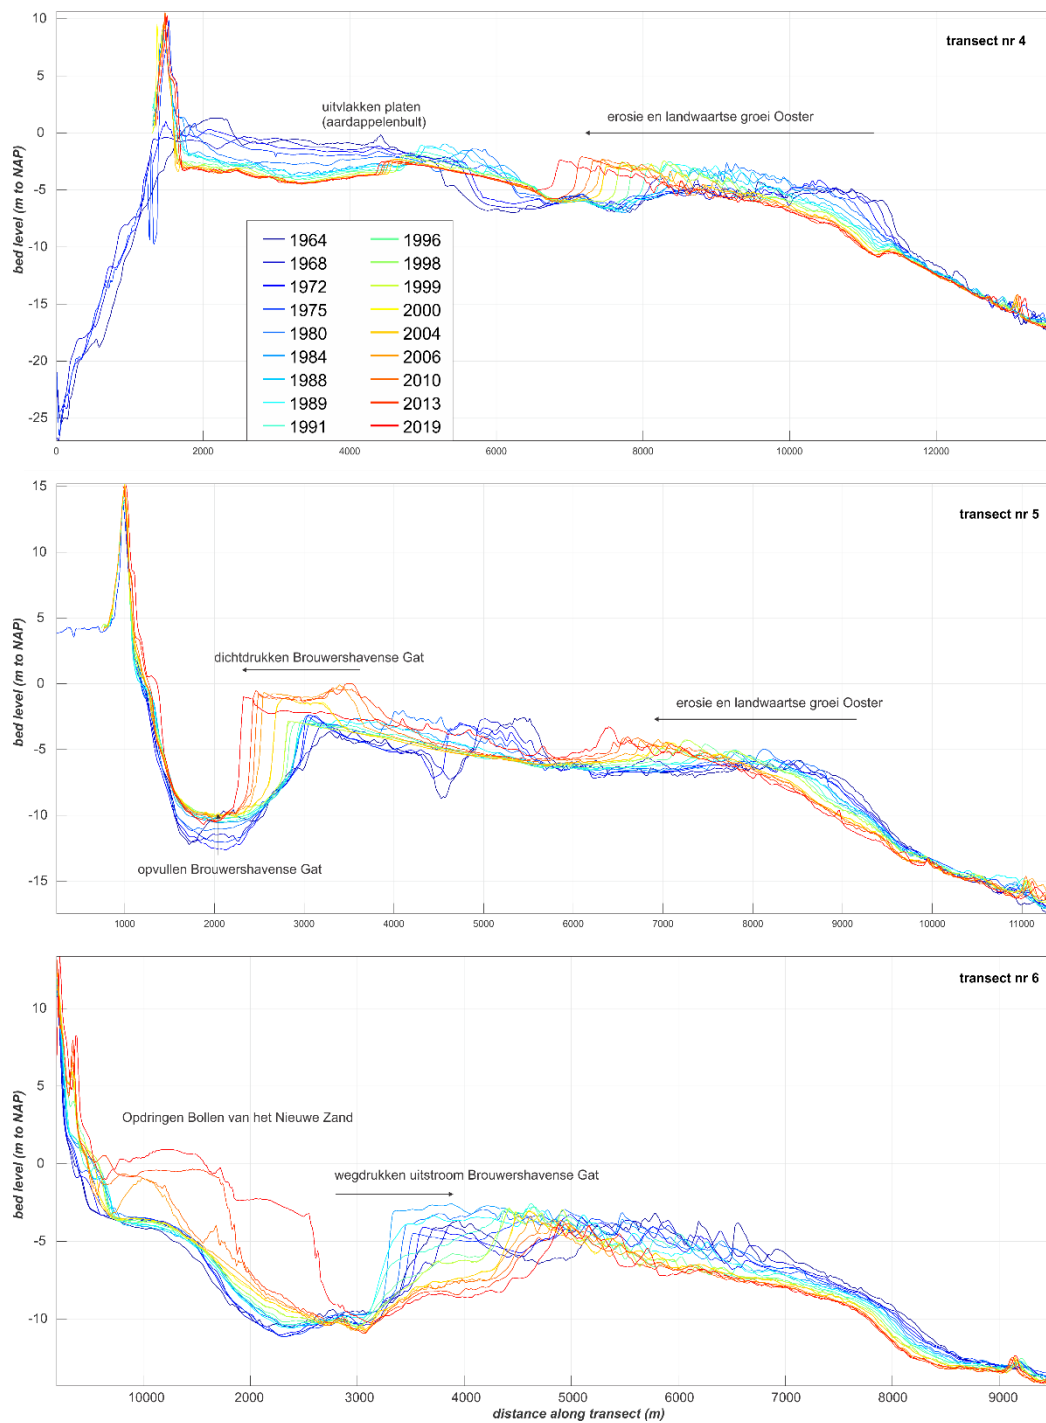 10
transect nr 4
5
uitvlakken platen
(aardappelenbult)
erosie en landwaartse groei Ooster
0
-5
bed level (m to NAP)
-10
-15
-20
-25
1964 1996
1968 1998
1972 1999
1975 2000
1980 2004
1984 2006
1988 2010
1989 2013
1991 2019
0 2000 4000 6000 8000 10000 12000
15
transect nr 5
10
5
dichtdrukken Brouwershavense Gat
erosie en landwaartse groei Ooster
0
bed level (m to NAP)
-5
-10
opvullen Brouwershavense Gat
-15
1000 2000 3000 4000 5000 6000 7000 8000 9000 10000 11000
transect nr 6
10
5
Opdringen Bollen van het Nieuwe Zand
0
wegdrukken uitstroom Brouwershavense Gat
bed level (m to NAP)
-5
-10
10000 2000 3000 4000 5000 6000 7000 8000 9000
distance along transect (m)